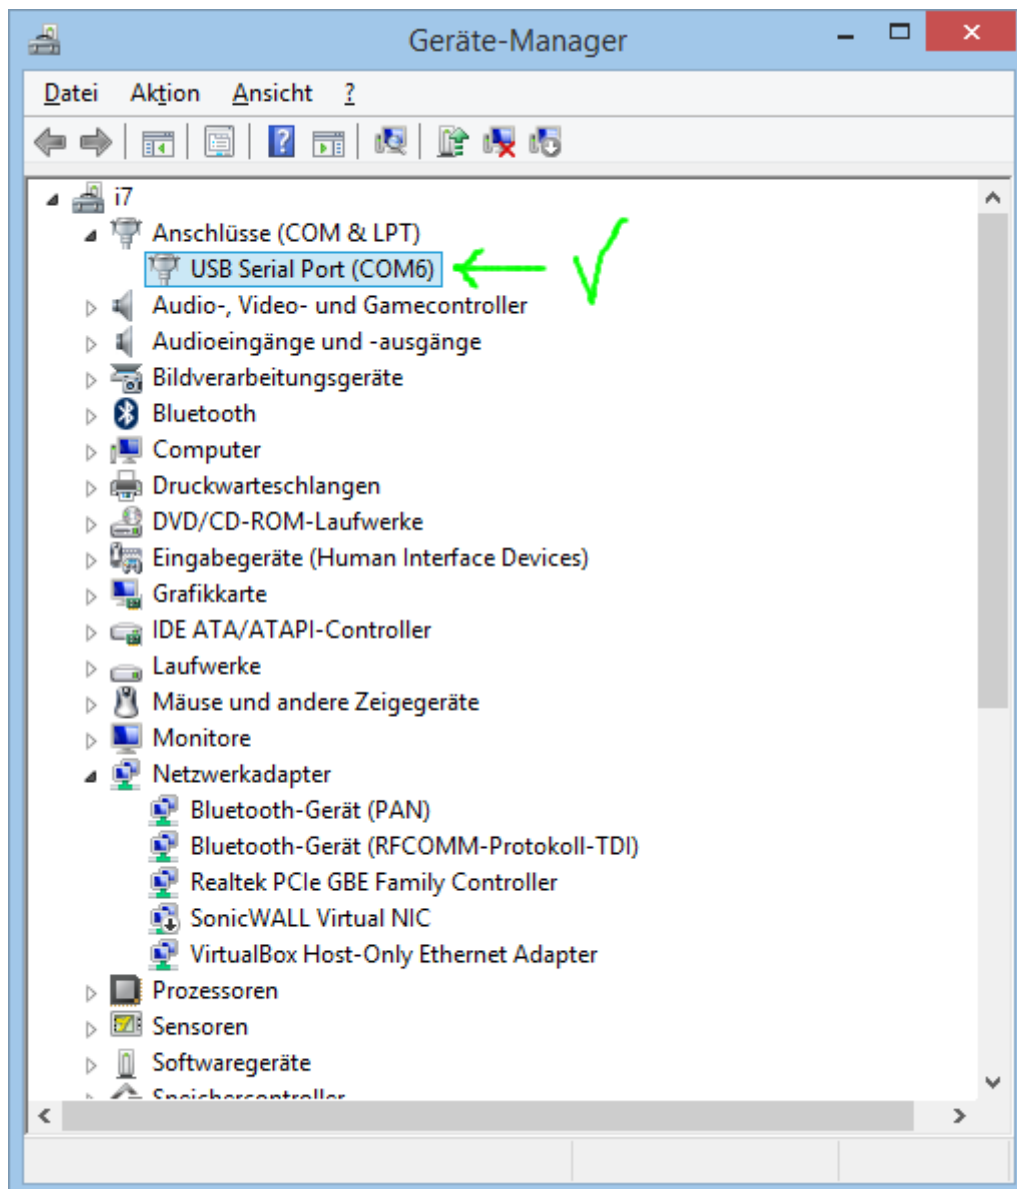 Geräte-Manager
Datei Aktion Ansicht ?
i7
Anschlüsse (COM & LPT)
USB Serial Port (COM6)
Audio-, Video- und Gamecontroller
Audioeingänge und -ausgänge
Bildverarbeitungsgeräte
Bluetooth
Computer
Druckwarteschlangen
DVD/CD-ROM-Laufwerke
Eingabegeräte (Human Interface Devices)
Grafikkarte
IDE ATA/ATAPI-Controller
Laufwerke
Mäuse und andere Zeigegeräte
Monitore
Netzwerkadapter
Bluetooth-Gerät (PAN)
Bluetooth-Gerät (RFCOMM-Protokoll-TDI)
Realtek PCIe GBE Family Controller
SonicWALL Virtual NIC
VirtualBox Host-Only Ethernet Adapter
Prozessoren
Sensoren
Softwaregeräte
Speichercontroller